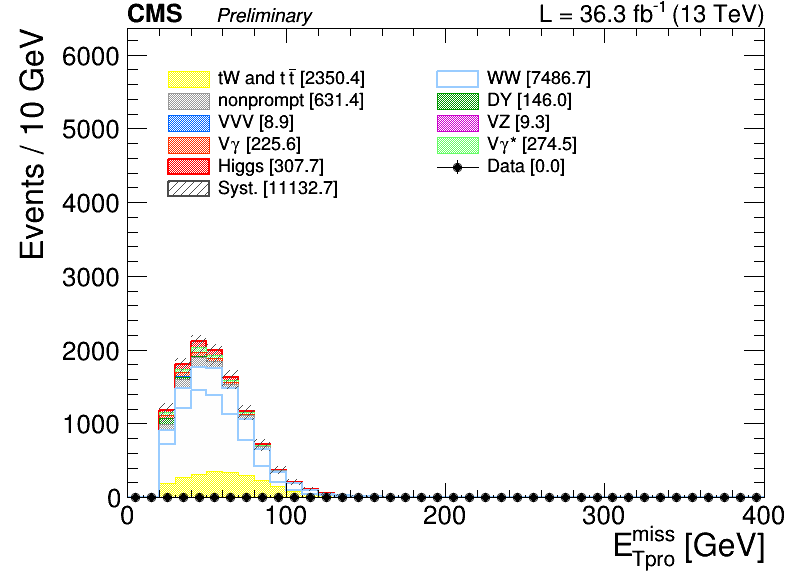 CMS Preliminary L = 36.3 fb⁻¹ (13 TeV)
Events / 10 GeV
6000
5000
4000
3000
2000
1000
0
tW and tt̄ [2350.4]
nonprompt [631.4]
VVV [8.9]
Vγ [225.6]
Higgs [307.7]
Syst. [11132.7]
WW [7486.7]
DY [146.0]
VZ [9.3]
Vγ* [274.5]
Data [0.0]
0 100 200 300 400
E_Tpro^miss [GeV]